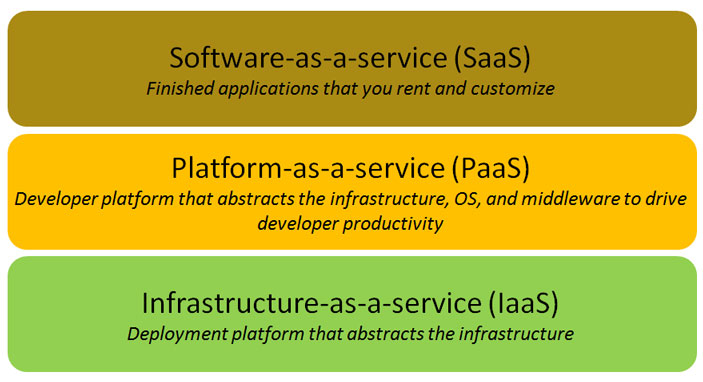 Software-as-a-service (SaaS)
Finished applications that you rent and customize
Platform-as-a-service (PaaS)
Developer platform that abstracts the infrastructure, OS, and middleware to drive
developer productivity
Infrastructure-as-a-service (IaaS)
Deployment platform that abstracts the infrastructure